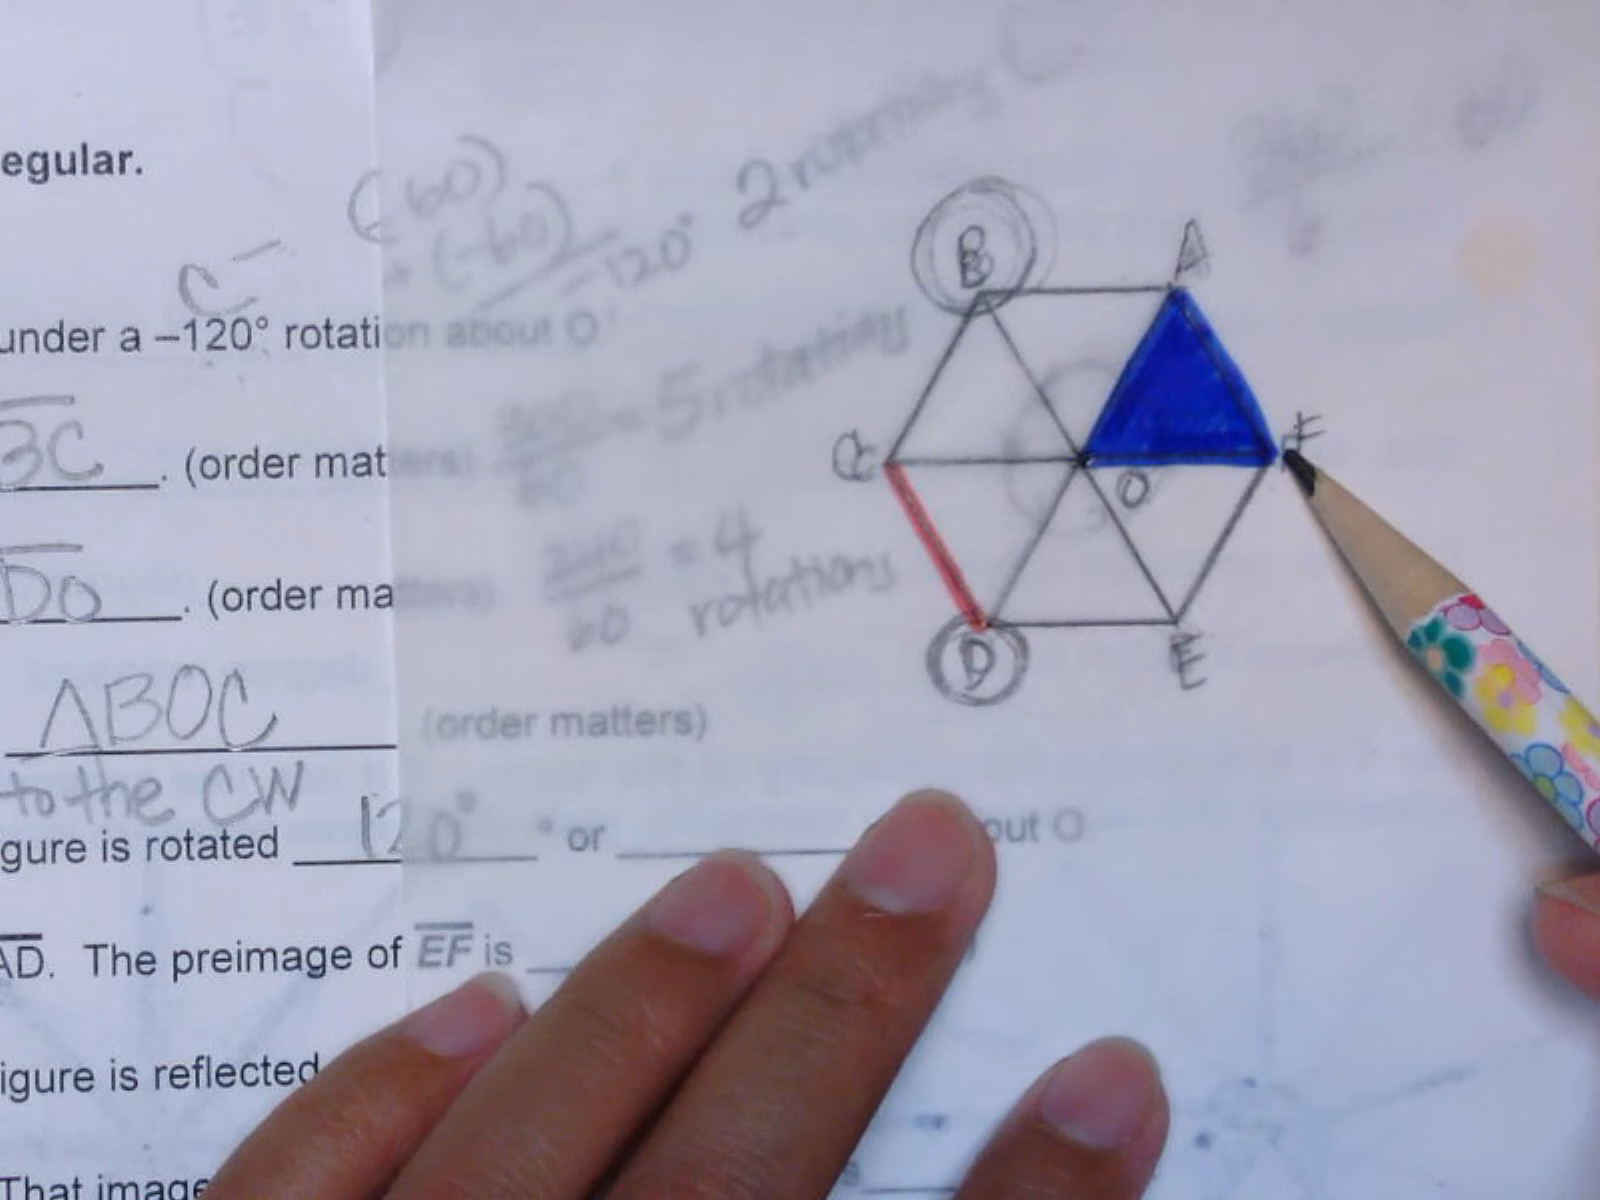 egular.
(-60)
+ (-60)
-120° 2 rotating C
C-
under a –120° rotation about O
B A
BC . (order matters) 300/60 = 5 rotations
C O F
DO . (order matters) 240/60 = 4 rotations
D E
ΔBOC (order matters)
to the CW
gure is rotated 120° ° or out O
AD. The preimage of EF is
igure is reflected
That image